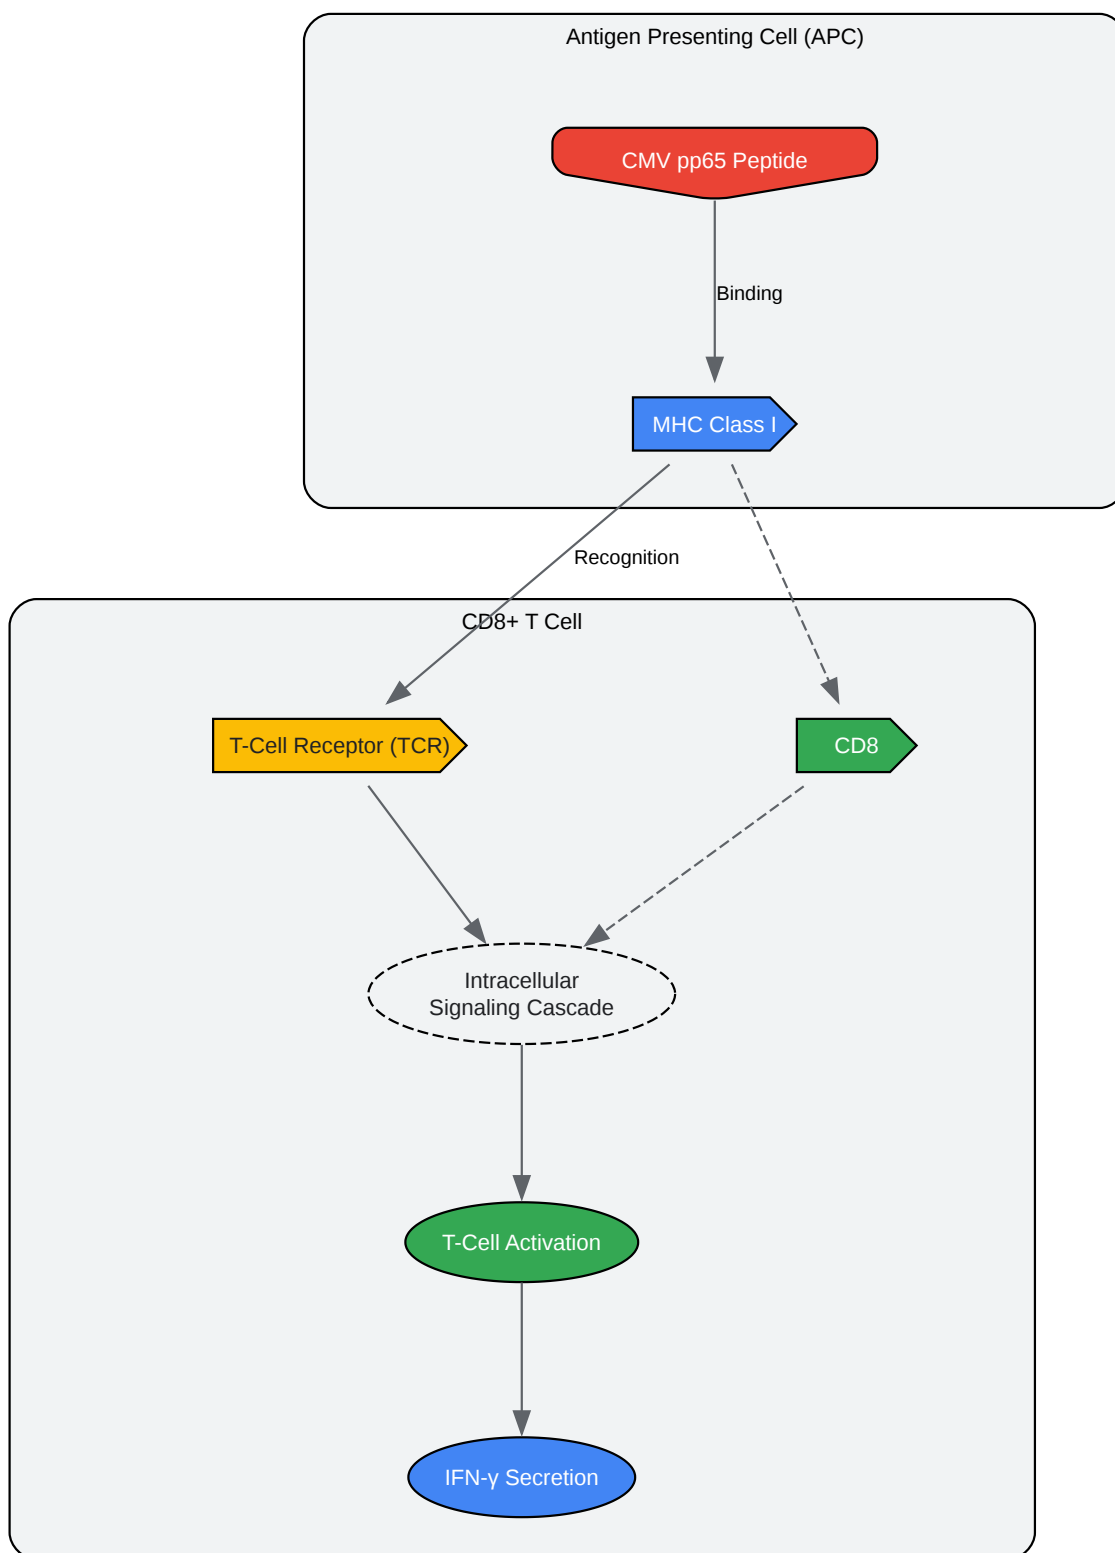 Antigen Presenting Cell (APC)
CMV pp65 Peptide
Binding
MHC Class I
Recognition
CD8+ T Cell
T-Cell Receptor (TCR)
CD8
Intracellular
Signaling Cascade
T-Cell Activation
IFN-γ Secretion